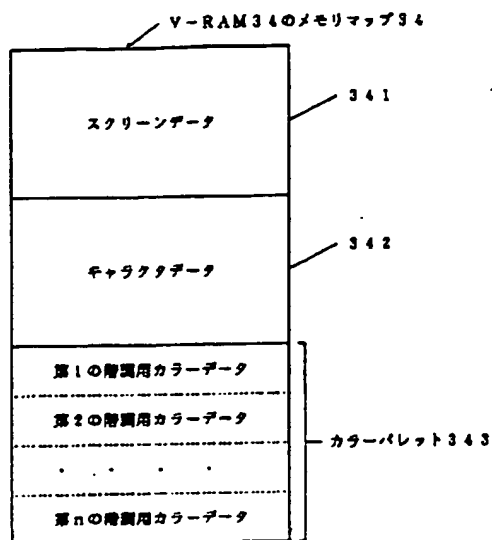 V-RAM34のメモリマップ34
スクリーンデータ
341
キャラクタデータ
342
第1の階調用カラーデータ
第2の階調用カラーデータ
・ ・ ・ ・
第nの階調用カラーデータ
カラーパレット343